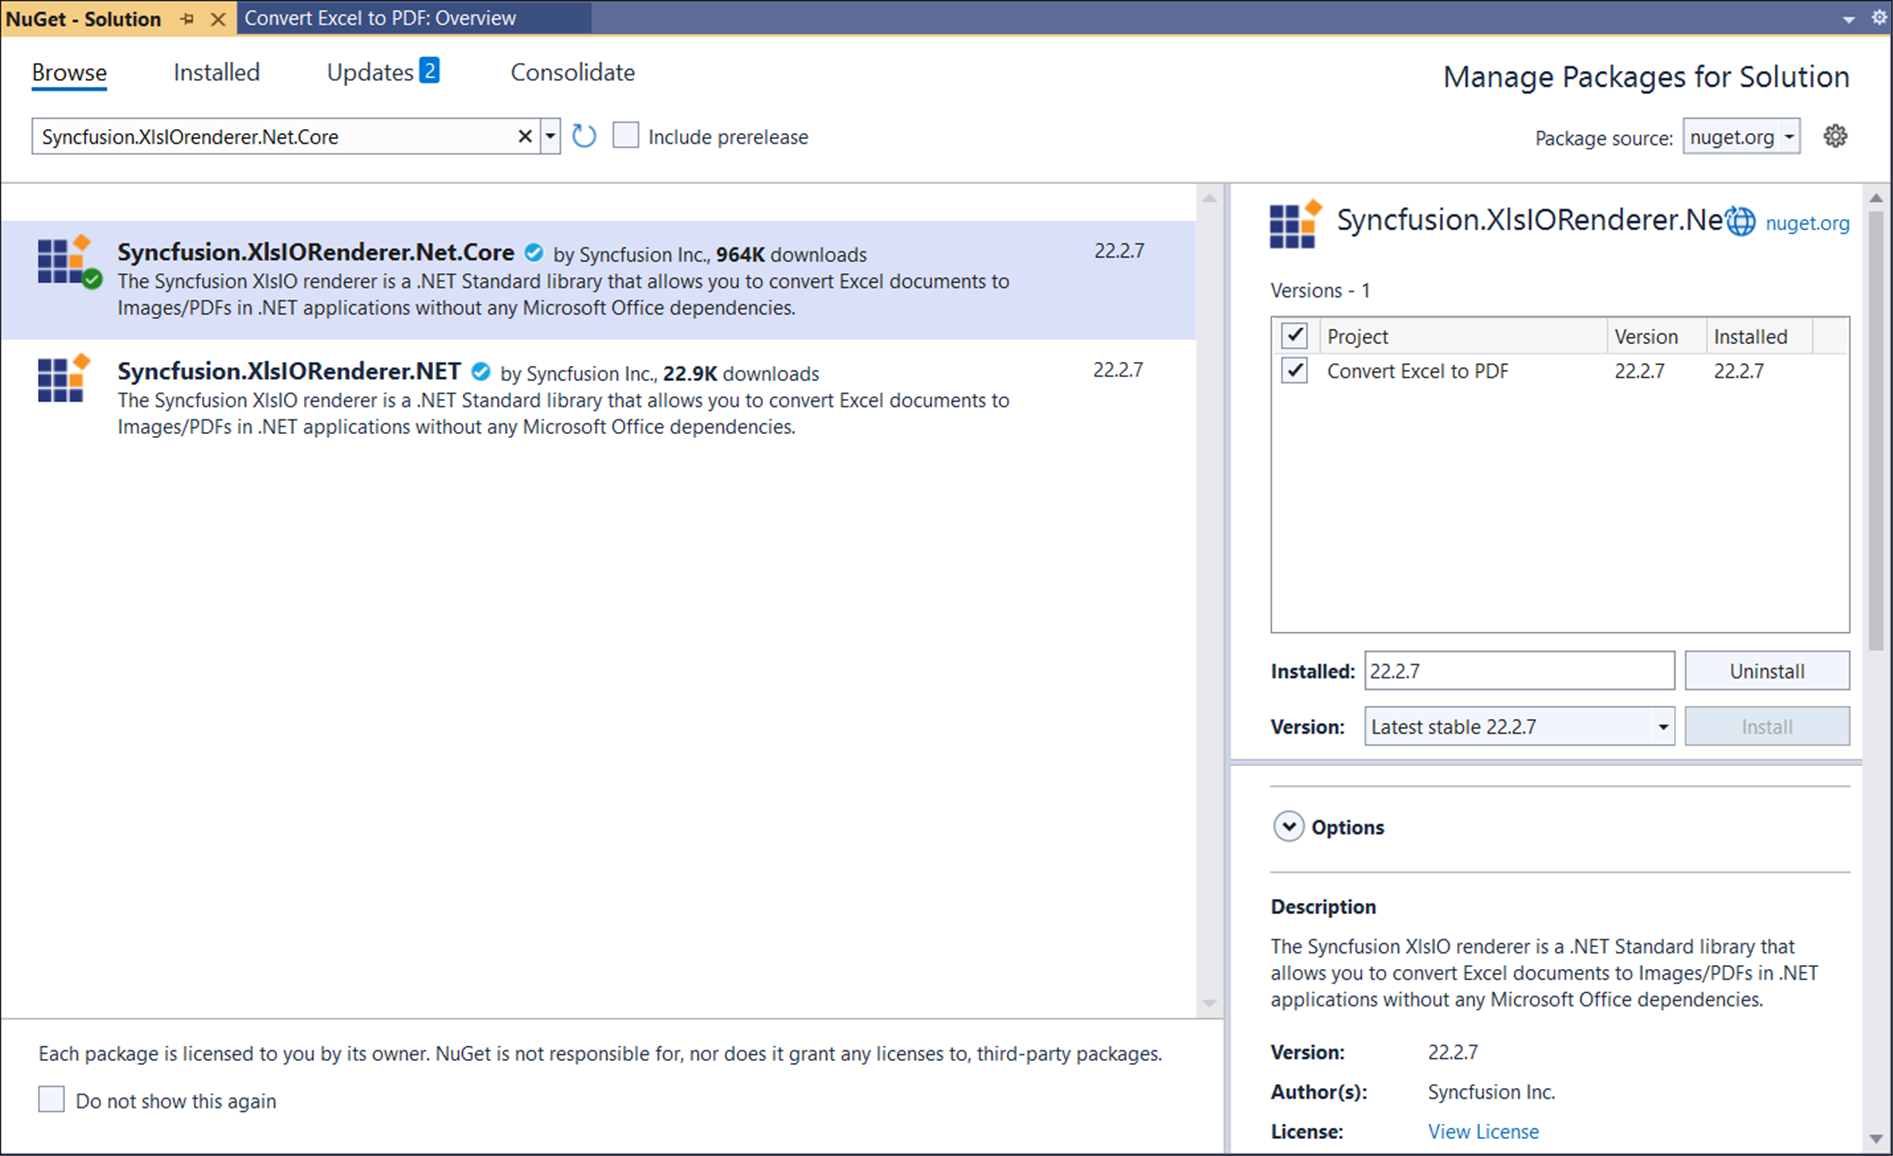 NuGet - Solution
Convert Excel to PDF: Overview
Browse
Installed
Updates 2
Consolidate
Manage Packages for Solution
Syncfusion.XlsIOrenderer.Net.Core
Include prerelease
Package source: nuget.org
Syncfusion.XlsIORenderer.Net.Core by Syncfusion Inc., 964K downloads 22.2.7
The Syncfusion XlsIO renderer is a .NET Standard library that allows you to convert Excel documents to
Images/PDFs in .NET applications without any Microsoft Office dependencies.
Syncfusion.XlsIORenderer.NET by Syncfusion Inc., 22.9K downloads 22.2.7
The Syncfusion XlsIO renderer is a .NET Standard library that allows you to convert Excel documents to
Images/PDFs in .NET applications without any Microsoft Office dependencies.
Each package is licensed to you by its owner. NuGet is not responsible for, nor does it grant any licenses to, third-party packages.
Do not show this again
Syncfusion.XlsIORenderer.Ne nuget.org
Versions - 1
Project Version Installed
Convert Excel to PDF 22.2.7 22.2.7
Installed: 22.2.7 Uninstall
Version: Latest stable 22.2.7 Install
Options
Description
The Syncfusion XlsIO renderer is a .NET Standard library that
allows you to convert Excel documents to Images/PDFs in .NET
applications without any Microsoft Office dependencies.
Version: 22.2.7
Author(s): Syncfusion Inc.
License: View License